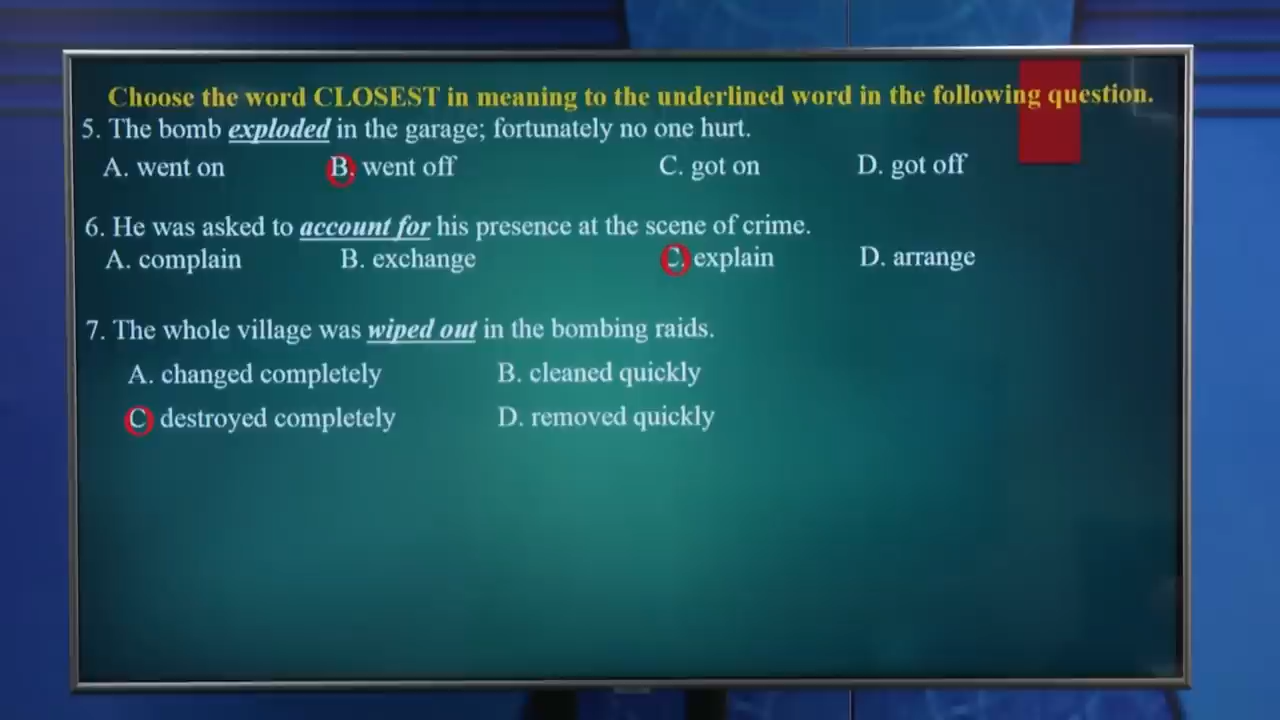 Choose the word CLOSEST in meaning to the underlined word in the following question.
5. The bomb exploded in the garage; fortunately no one hurt.
A. went on B. went off C. got on D. got off
6. He was asked to account for his presence at the scene of crime.
A. complain B. exchange C. explain D. arrange
7. The whole village was wiped out in the bombing raids.
A. changed completely B. cleaned quickly
C destroyed completely D. removed quickly